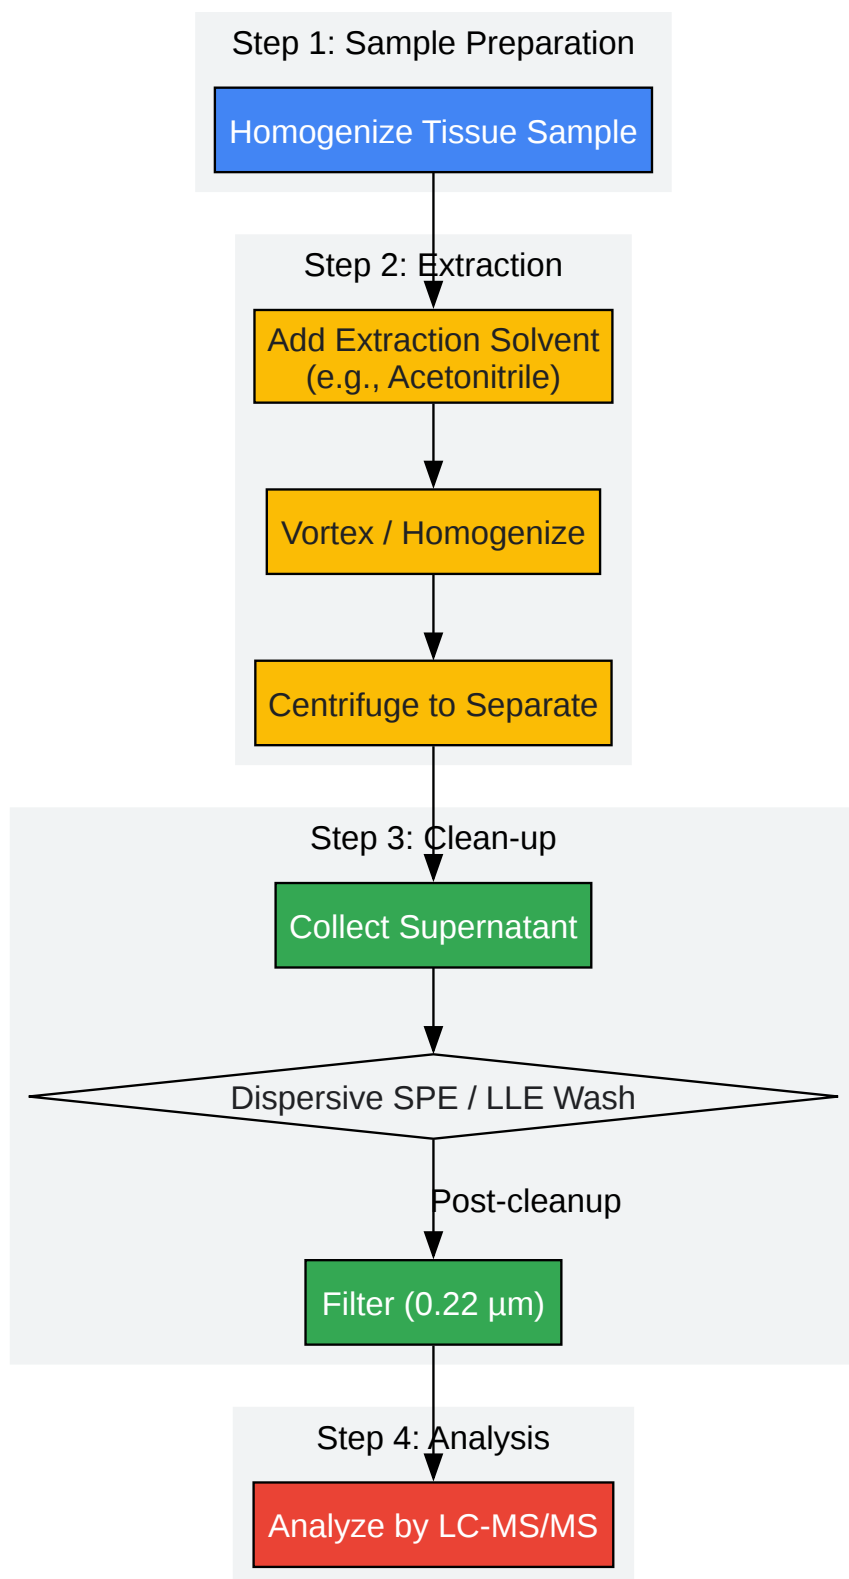 Step 1: Sample Preparation
Homogenize Tissue Sample
Step 2: Extraction
Add Extraction Solvent
(e.g., Acetonitrile)
Vortex / Homogenize
Centrifuge to Separate
Step 3: Clean-up
Collect Supernatant
Dispersive SPE / LLE Wash
Post-cleanup
Filter (0.22 µm)
Step 4: Analysis
Analyze by LC-MS/MS